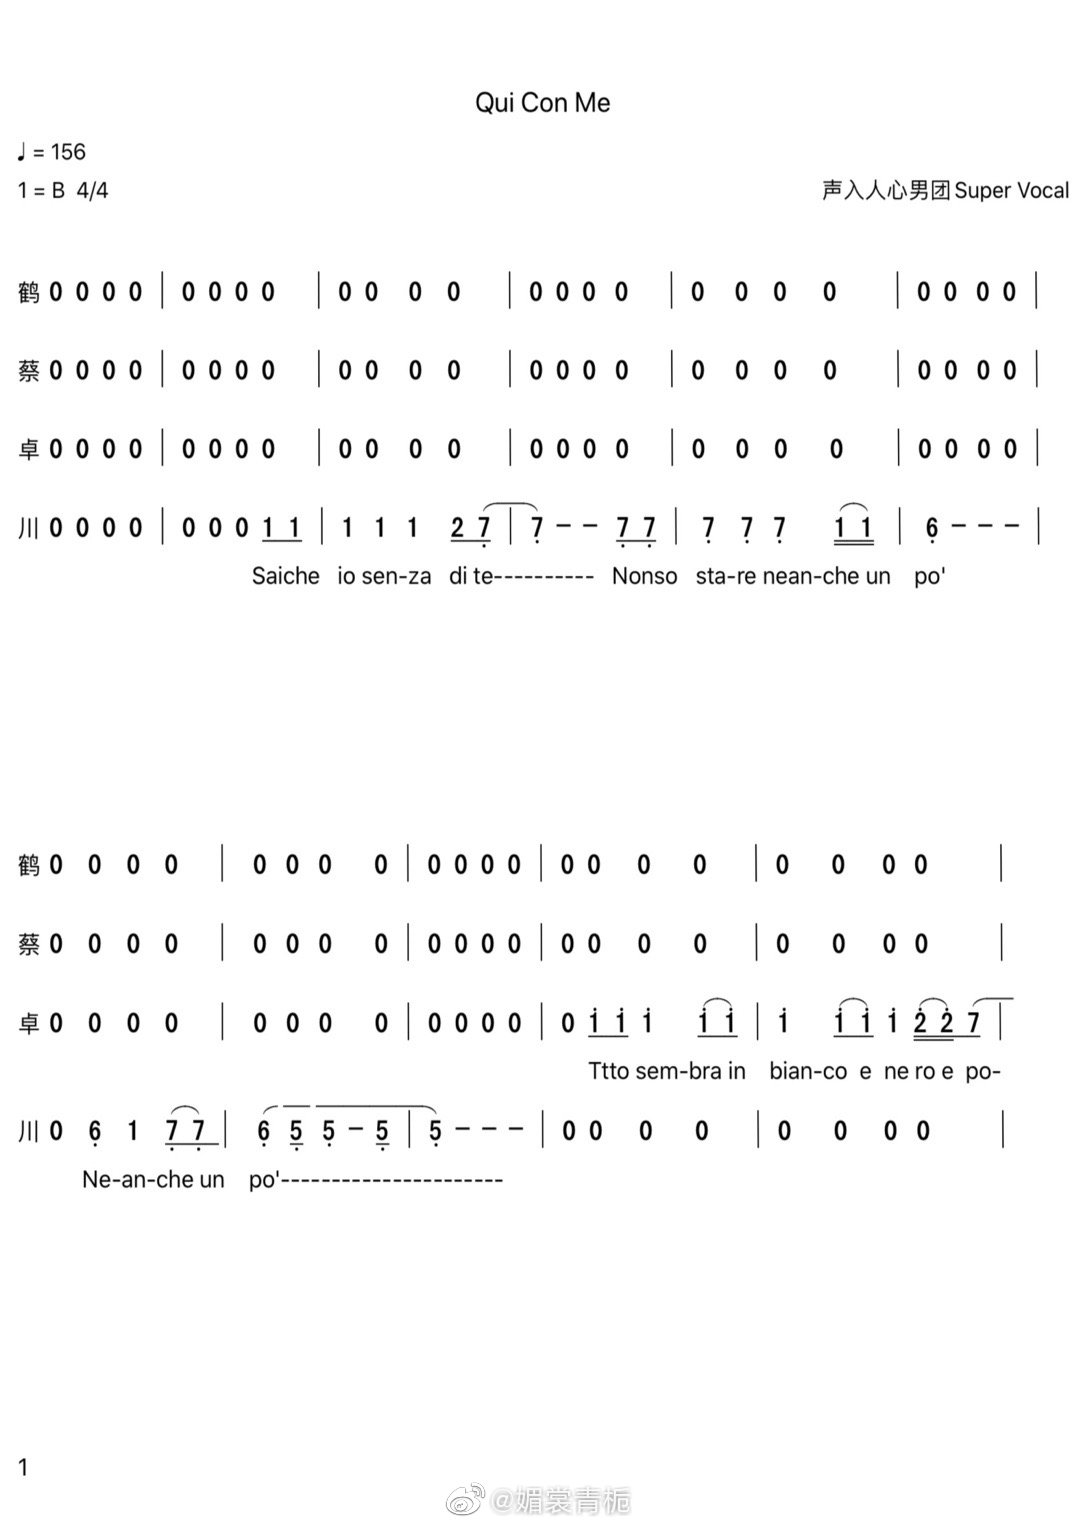 Qui Con Me
♩ = 156
1 = B 4/4
声入人心男团Super Vocal
鹤 0 0 0 0 | 0 0 0 0 | 0 0 0 0 | 0 0 0 0 | 0 0 0 0 | 0 0 0 0 |
蔡 0 0 0 0 | 0 0 0 0 | 0 0 0 0 | 0 0 0 0 | 0 0 0 0 | 0 0 0 0 |
卓 0 0 0 0 | 0 0 0 0 | 0 0 0 0 | 0 0 0 0 | 0 0 0 0 | 0 0 0 0 |
川 0 0 0 0 | 0 0 0 1 1 | 1 1 1 2 7̣ | 7̣ – – 7̣ 7̣ | 7̣ 7̣ 7̣ 1 1 | 6̣ – – – |
Saiche io sen-za di te---------- Nonso sta-re nean-che un po'
鹤 0 0 0 0 | 0 0 0 0 | 0 0 0 0 | 0 0 0 0 | 0 0 0 0 |
蔡 0 0 0 0 | 0 0 0 0 | 0 0 0 0 | 0 0 0 0 | 0 0 0 0 |
卓 0 0 0 0 | 0 0 0 0 | 0 0 0 0 | 0 1̇ 1̇ 1̇ 1̇ 1̇ | 1̇ 1̇ 1̇ 1̇ 2̇ 2̇ 7 |
Ttto sem-bra in bian-co e ne ro e po-
川 0 6̣ 1 7̣ 7̣ | 6̣ 5̣ 5̣ – 5̣ | 5̣ – – – | 0 0 0 0 | 0 0 0 0 |
Ne-an-che un po'----------------------
1
@媚裳青栀